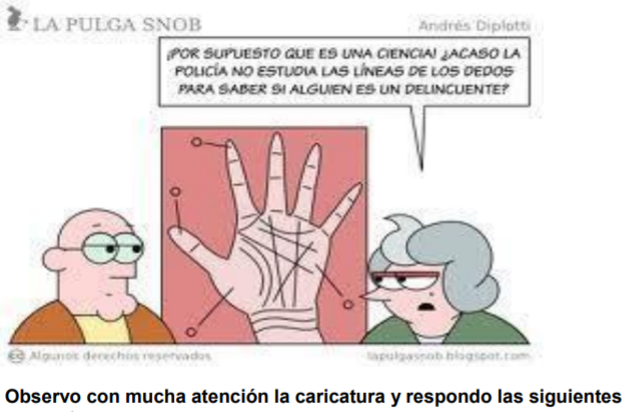 LA PULGA SNOB
Andrés Diplotti
¡POR SUPUESTO QUE ES UNA CIENCIA! ¿ACASO LA
POLICÍA NO ESTUDIA LAS LÍNEAS DE LOS DEDOS
PARA SABER SI ALGUIEN ES UN DELINCUENTE?
cc Algunos derechos reservados
lapulgasnob.blogspot.com
Observo con mucha atención la caricatura y respondo las siguientes